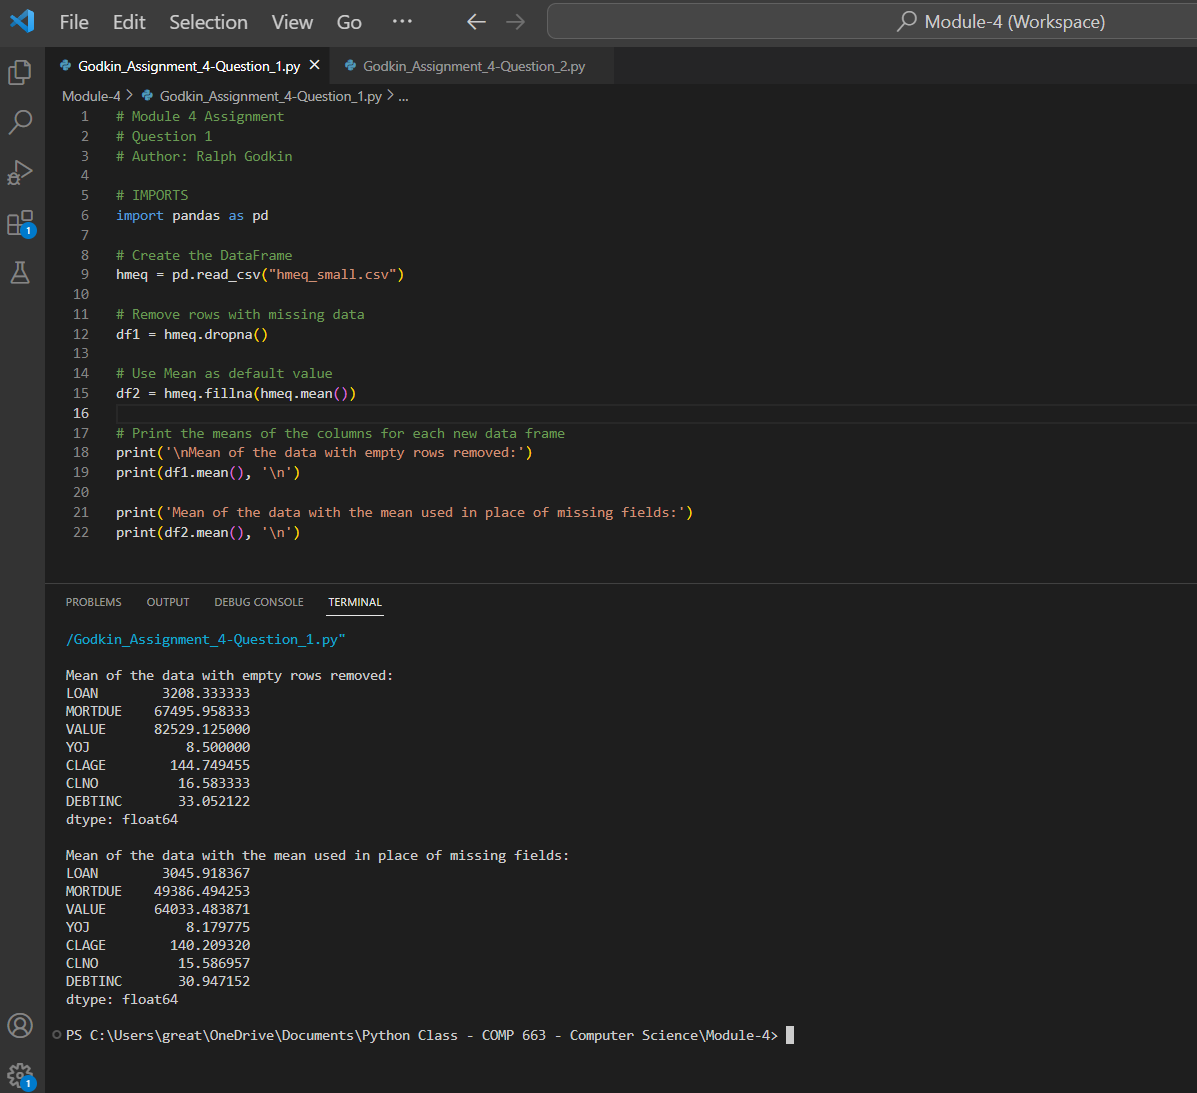 File Edit Selection View Go ··· ← → Module-4 (Workspace)
Godkin_Assignment_4-Question_1.py × Godkin_Assignment_4-Question_2.py
Module-4 > Godkin_Assignment_4-Question_1.py > ...
1 # Module 4 Assignment
2 # Question 1
3 # Author: Ralph Godkin
4
5 # IMPORTS
6 import pandas as pd
7
8 # Create the DataFrame
9 hmeq = pd.read_csv("hmeq_small.csv")
10
11 # Remove rows with missing data
12 df1 = hmeq.dropna()
13
14 # Use Mean as default value
15 df2 = hmeq.fillna(hmeq.mean())
16
17 # Print the means of the columns for each new data frame
18 print('\nMean of the data with empty rows removed:')
19 print(df1.mean(), '\n')
20
21 print('Mean of the data with the mean used in place of missing fields:')
22 print(df2.mean(), '\n')
1
PROBLEMS OUTPUT DEBUG CONSOLE TERMINAL
/Godkin_Assignment_4-Question_1.py"
Mean of the data with empty rows removed:
LOAN 3208.333333
MORTDUE 67495.958333
VALUE 82529.125000
YOJ 8.500000
CLAGE 144.749455
CLNO 16.583333
DEBTINC 33.052122
dtype: float64
Mean of the data with the mean used in place of missing fields:
LOAN 3045.918367
MORTDUE 49386.494253
VALUE 64033.483871
YOJ 8.179775
CLAGE 140.209320
CLNO 15.586957
DEBTINC 30.947152
dtype: float64
PS C:\Users\great\OneDrive\Documents\Python Class - COMP 663 - Computer Science\Module-4>
1